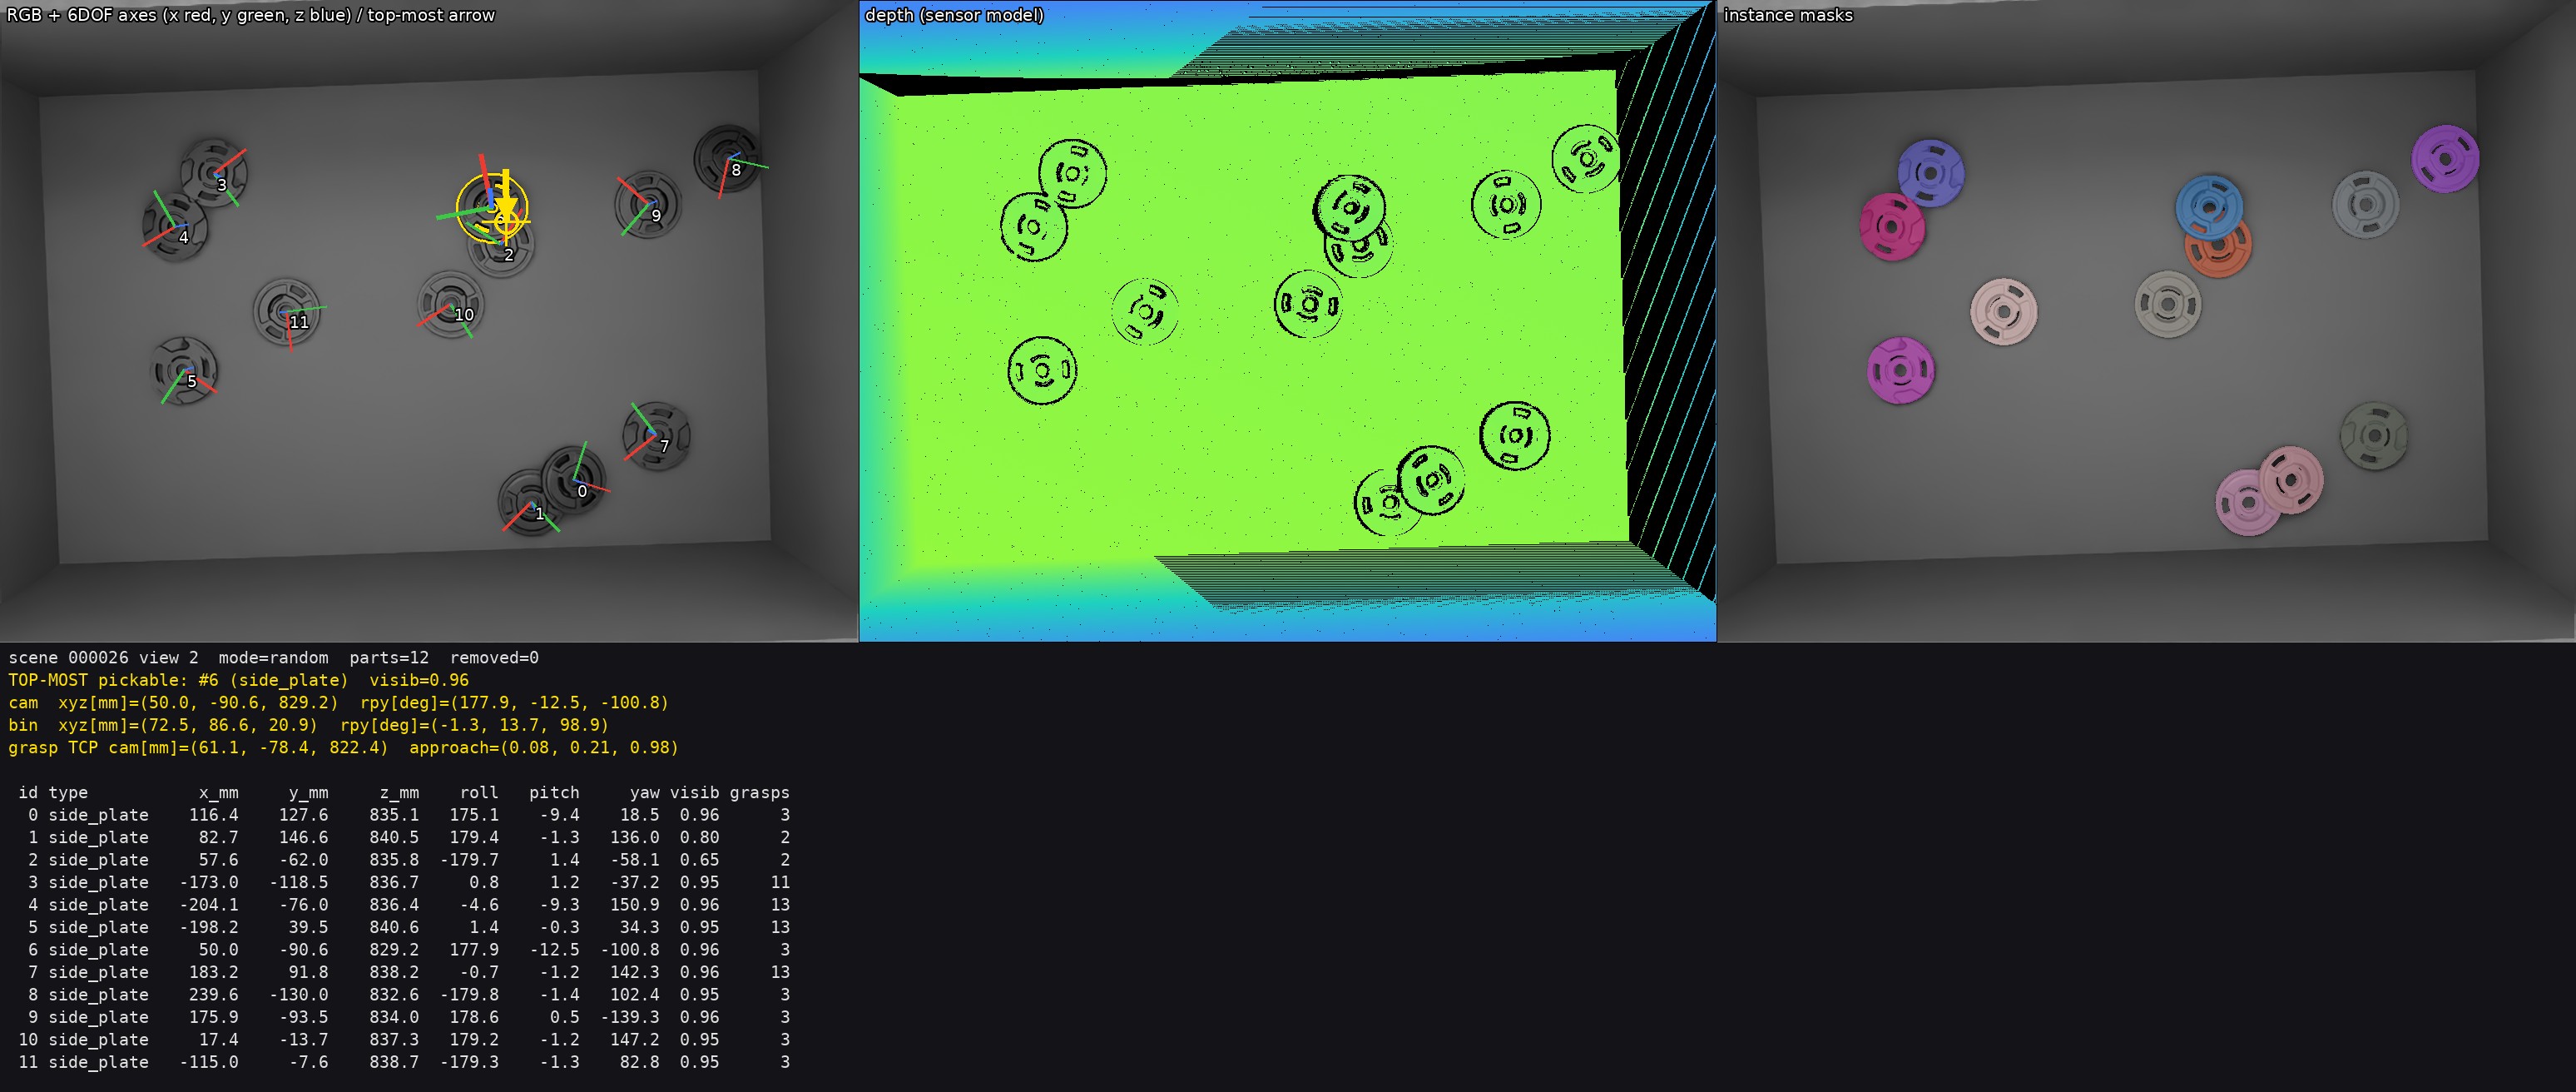 RGB + 6DOF axes (x red, y green, z blue) / top-most arrow
depth (sensor model)
instance masks
3
8
4
9
2
10
11
5
7
0
1
scene 000026 view 2 mode=random parts=12 removed=0
TOP-MOST pickable: #6 (side_plate) visib=0.96
cam xyz[mm]=(50.0, -90.6, 829.2) rpy[deg]=(177.9, -12.5, -100.8)
bin xyz[mm]=(72.5, 86.6, 20.9) rpy[deg]=(-1.3, 13.7, 98.9)
grasp TCP cam[mm]=(61.1, -78.4, 822.4) approach=(0.08, 0.21, 0.98)
id type x_mm y_mm z_mm roll pitch yaw visib grasps
0 side_plate 116.4 127.6 835.1 175.1 -9.4 18.5 0.96 3
1 side_plate 82.7 146.6 840.5 179.4 -1.3 136.0 0.80 2
2 side_plate 57.6 -62.0 835.8 -179.7 1.4 -58.1 0.65 2
3 side_plate -173.0 -118.5 836.7 0.8 1.2 -37.2 0.95 11
4 side_plate -204.1 -76.0 836.4 -4.6 -9.3 150.9 0.96 13
5 side_plate -198.2 39.5 840.6 1.4 -0.3 34.3 0.95 13
6 side_plate 50.0 -90.6 829.2 177.9 -12.5 -100.8 0.96 3
7 side_plate 183.2 91.8 838.2 -0.7 -1.2 142.3 0.96 13
8 side_plate 239.6 -130.0 832.6 -179.8 -1.4 102.4 0.95 3
9 side_plate 175.9 -93.5 834.0 178.6 0.5 -139.3 0.96 3
10 side_plate 17.4 -13.7 837.3 179.2 -1.2 147.2 0.95 3
11 side_plate -115.0 -7.6 838.7 -179.3 -1.3 82.8 0.95 3